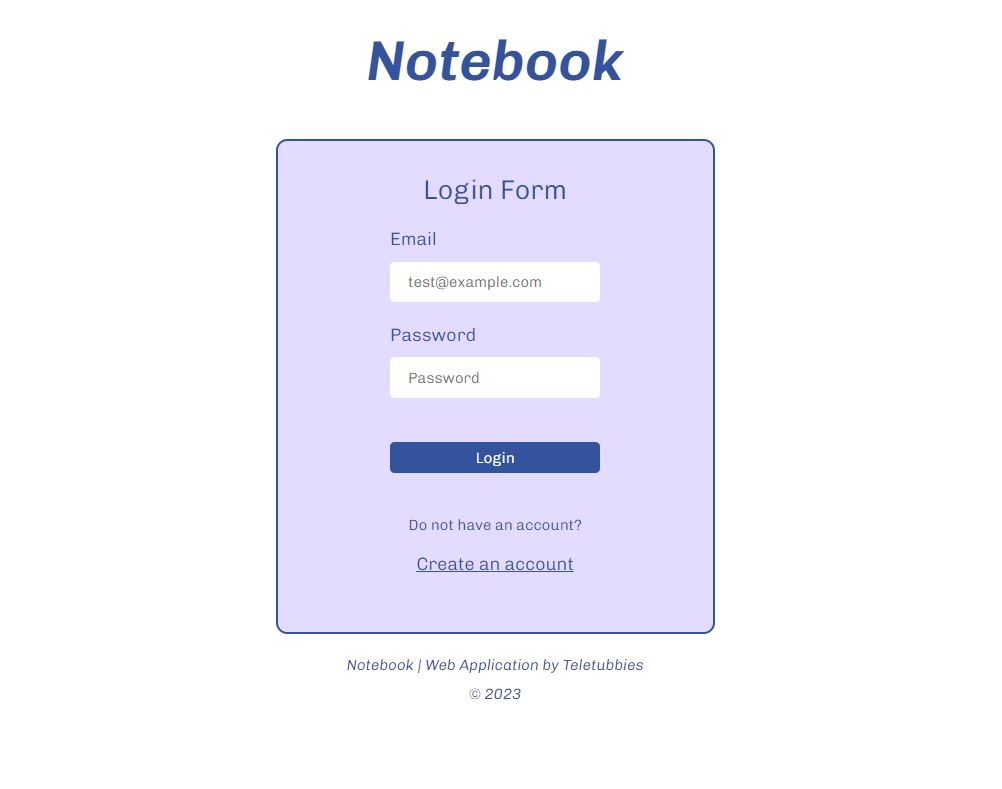 Notebook
Login Form
Email
test@example.com
Password
Password
Login
Do not have an account?
Create an account
Notebook | Web Application by Teletubbies
© 2023